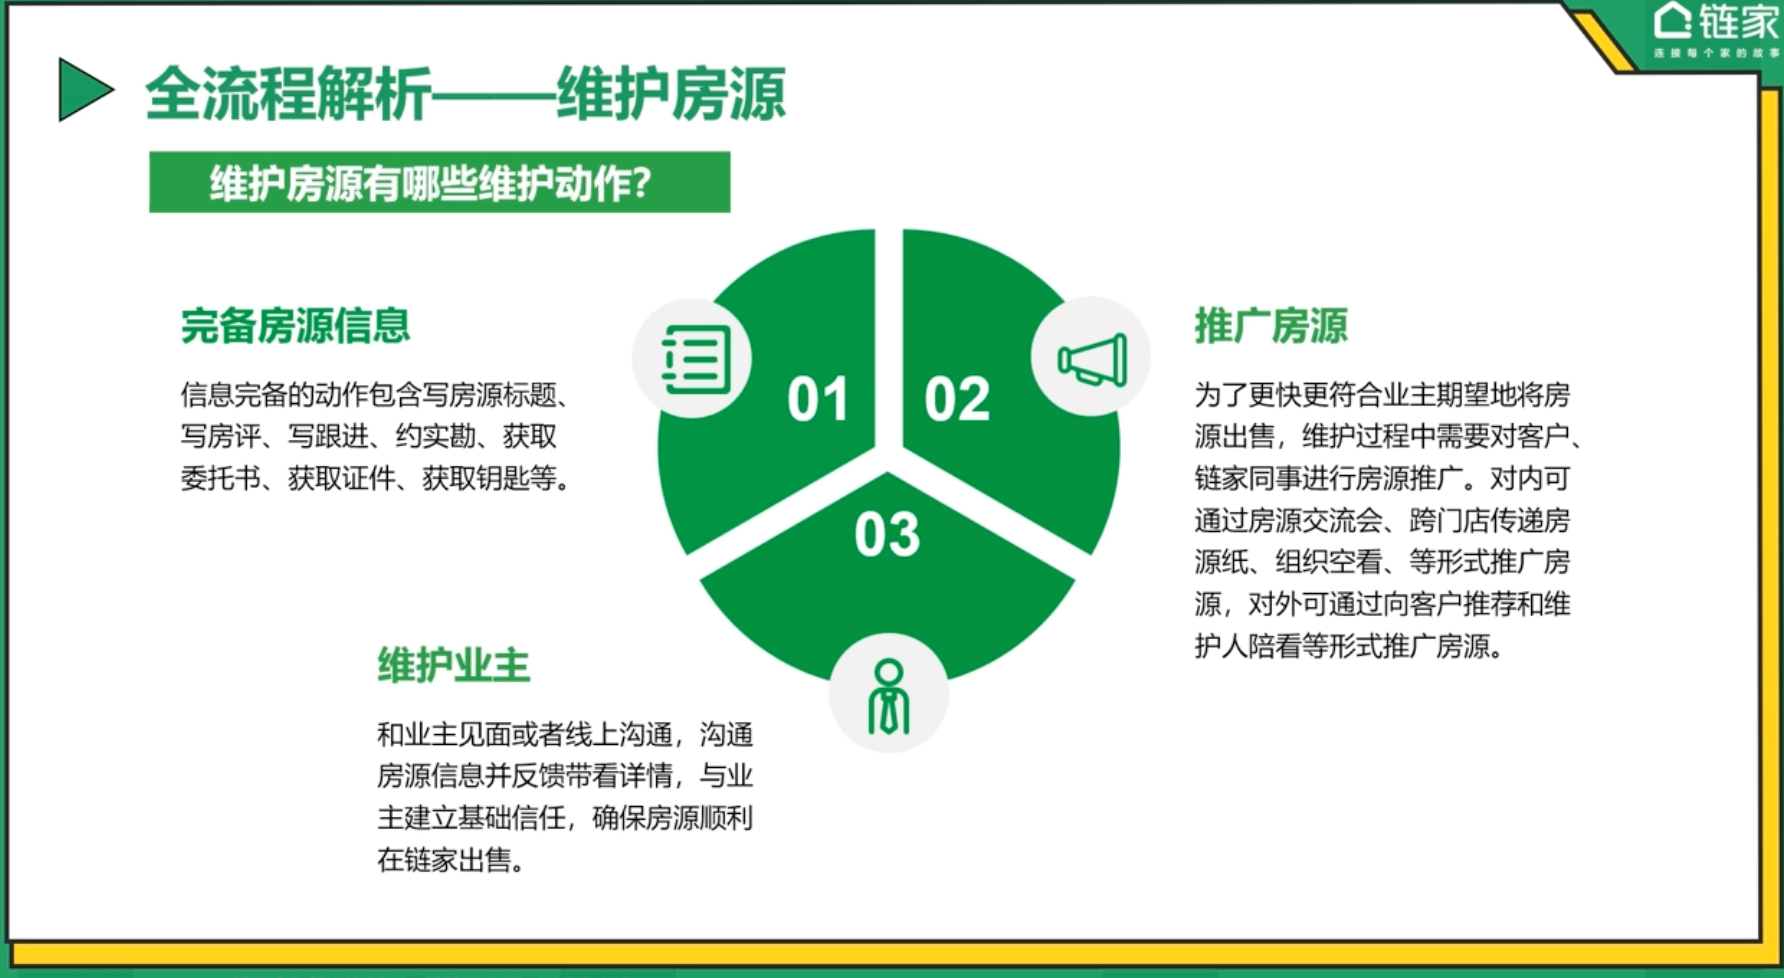 链家
连接每个家的故事
全流程解析——维护房源
维护房源有哪些维护动作？
完备房源信息
信息完备的动作包含写房源标题、
写房评、写跟进、约实勘、获取
委托书、获取证件、获取钥匙等。
01
02
03
推广房源
为了更快更符合业主期望地将房
源出售，维护过程中需要对客户、
链家同事进行房源推广。对内可
通过房源交流会、跨门店传递房
源纸、组织空看、等形式推广房
源，对外可通过向客户推荐和维
护人陪看等形式推广房源。
维护业主
和业主见面或者线上沟通，沟通
房源信息并反馈带看详情，与业
主建立基础信任，确保房源顺利
在链家出售。